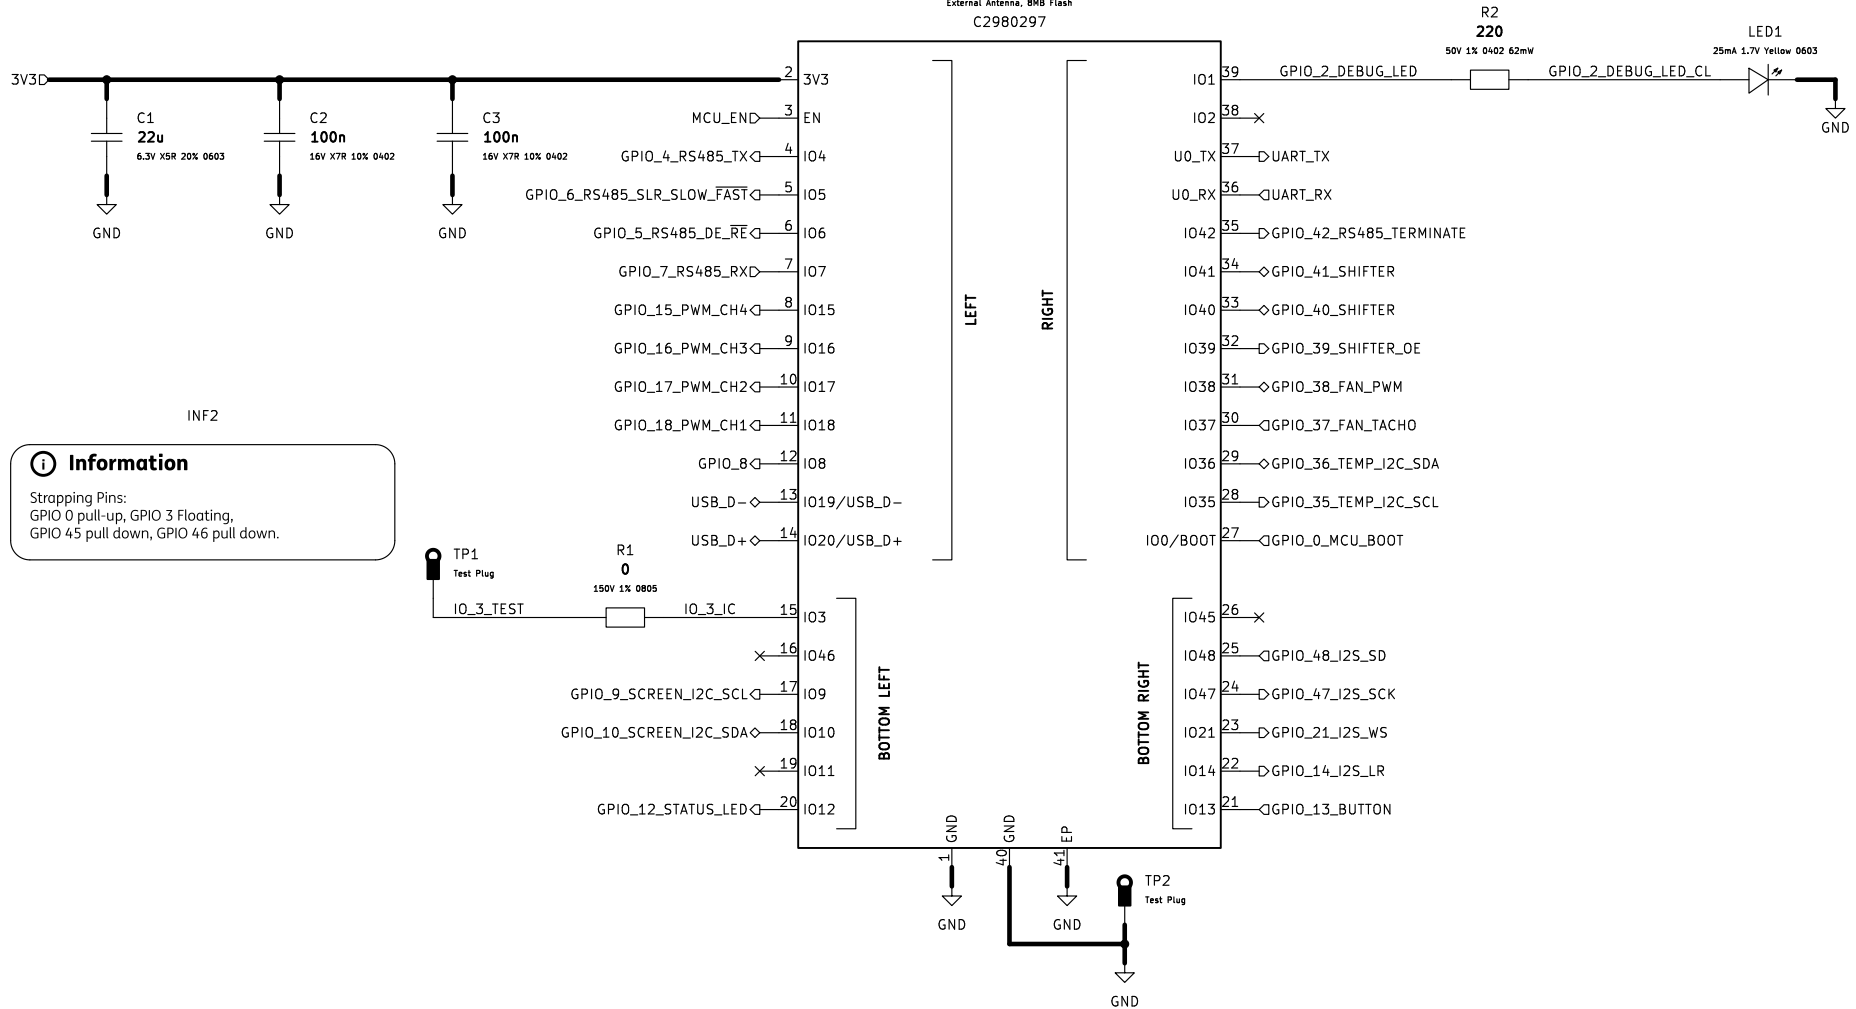 External Antenna, 8MB Flash
C2980297
R2
220
50V 1% 0402 62mW
LED1
25mA 1.7V Yellow 0603
3V3
2
3V3
39
IO1
GPIO_2_DEBUG_LED
GPIO_2_DEBUG_LED_CL
GND
C1
22u
6.3V X5R 20% 0603
GND
C2
100n
16V X7R 10% 0402
GND
C3
100n
16V X7R 10% 0402
GND
MCU_EN 3 EN
GPIO_4_RS485_TX 4 IO4
GPIO_6_RS485_SLR_SLOW_FAST 5 IO5
GPIO_5_RS485_DE_RE 6 IO6
GPIO_7_RS485_RX 7 IO7
GPIO_15_PWM_CH4 8 IO15
GPIO_16_PWM_CH3 9 IO16
GPIO_17_PWM_CH2 10 IO17
GPIO_18_PWM_CH1 11 IO18
GPIO_8 12 IO8
USB_D- 13 IO19/USB_D-
USB_D+ 14 IO20/USB_D+
LEFT
RIGHT
IO2 38
U0_TX 37 UART_TX
U0_RX 36 UART_RX
IO42 35 GPIO_42_RS485_TERMINATE
IO41 34 GPIO_41_SHIFTER
IO40 33 GPIO_40_SHIFTER
IO39 32 GPIO_39_SHIFTER_OE
IO38 31 GPIO_38_FAN_PWM
IO37 30 GPIO_37_FAN_TACHO
IO36 29 GPIO_36_TEMP_I2C_SDA
IO35 28 GPIO_35_TEMP_I2C_SCL
IO0/BOOT 27 GPIO_0_MCU_BOOT
INF2
Information
Strapping Pins:
GPIO 0 pull-up, GPIO 3 Floating,
GPIO 45 pull down, GPIO 46 pull down.
TP1
Test Plug
R1
0
150V 1% 0805
IO_3_TEST
IO_3_IC
15 IO3
16 IO46
GPIO_9_SCREEN_I2C_SCL 17 IO9
GPIO_10_SCREEN_I2C_SDA 18 IO10
19 IO11
GPIO_12_STATUS_LED 20 IO12
BOTTOM LEFT
BOTTOM RIGHT
IO45 26
IO48 25 GPIO_48_I2S_SD
IO47 24 GPIO_47_I2S_SCK
IO21 23 GPIO_21_I2S_WS
IO14 22 GPIO_14_I2S_LR
IO13 21 GPIO_13_BUTTON
GND
GND
EP
1
40
41
TP2
Test Plug
GND
GND
GND